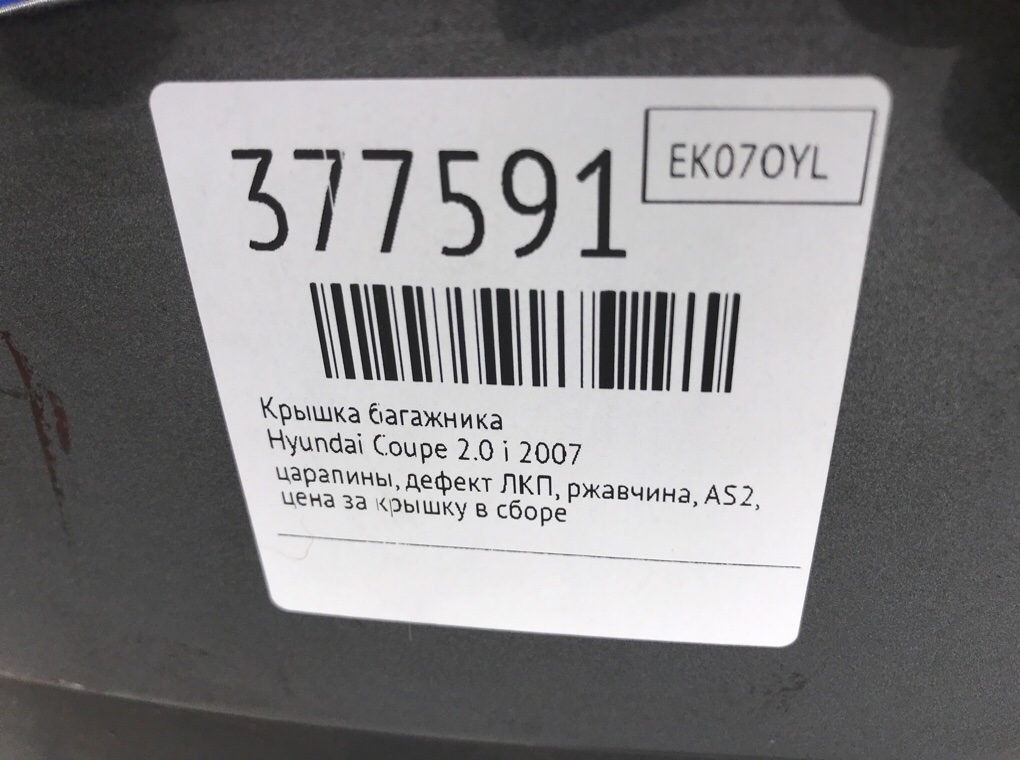 377591
EK07OYL
Крышка багажника
Hyundai Coupe 2.0 i 2007
царапины, дефект ЛКП, ржавчина, AS2,
цена за крышку в сборе